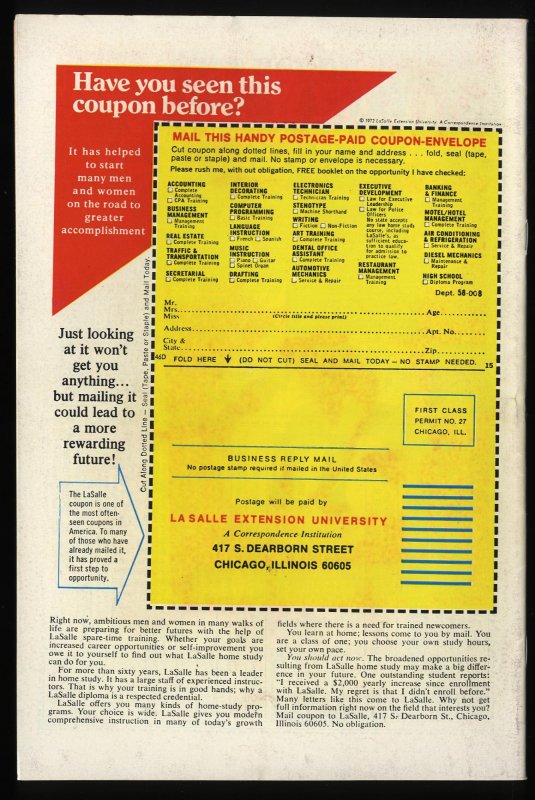 Have you seen this
coupon before?
© 1972 LaSalle Extension University. A Correspondence Institution
It has helped
to start
many men
and women
on the road to
greater
accomplishment
MAIL THIS HANDY POSTAGE-PAID COUPON-ENVELOPE
Cut coupon along dotted lines, fill in your name and address . . . fold, seal (tape,
paste or staple) and mail. No stamp or envelope is necessary.
Please rush me, with out obligation, FREE booklet on the opportunity I have checked:
ACCOUNTING
☐ Complete
Accounting
☐ CPA Training
BUSINESS
MANAGEMENT
☐ Management
Training
REAL ESTATE
☐ Complete Training
TRAFFIC &
TRANSPORTATION
☐ Complete Training
SECRETARIAL
☐ Complete Training
INTERIOR
DECORATING
☐ Complete Training
COMPUTER
PROGRAMMING
☐ Basic Training
LANGUAGE
INSTRUCTION
☐ French ☐ Spanish
MUSIC
INSTRUCTION
☐ Piano ☐ Guitar
☐ Spinet Organ
DRAFTING
☐ Complete Training
ELECTRONICS
TECHNICIAN
☐ Technician Training
STENOTYPE
☐ Machine Shorthand
WRITING
☐ Fiction ☐ Non-Fiction
ART TRAINING
☐ Complete Training
DENTAL OFFICE
ASSISTANT
☐ Complete Training
AUTOMOTIVE
MECHANICS
☐ Service & Repair
EXECUTIVE
DEVELOPMENT
☐ Law for Executive
Leadership
☐ Law for Police
Officers
No state accepts
any law home study
course, including
LaSalle's, as
sufficient educa-
tion to qualify
for admission to
practice law.
RESTAURANT
MANAGEMENT
☐ Management
Training
BANKING
& FINANCE
☐ Management
Training
MOTEL/HOTEL
MANAGEMENT
☐ Complete Training
AIR CONDITIONING
& REFRIGERATION
☐ Service & Repair
DIESEL MECHANICS
☐ Maintenance &
Repair
HIGH SCHOOL
☐ Diploma Program
Dept. 58-008
Mr.
Mrs.
Miss
Age
(Circle title and please print)
Address
Apt. No.
City &
State
Zip
46D FOLD HERE ↓ (DO NOT CUT) SEAL AND MAIL TODAY – NO STAMP NEEDED. 15
Cut Along Dotted Line — Seal (Tape, Paste or Staple) and Mail Today.
Just looking
at it won't
get you
anything...
but mailing it
could lead to
a more
rewarding
future!
The LaSalle
coupon is one of
the most often-
seen coupons in
America. To many
of those who have
already mailed it,
it has proved a
first step to
opportunity.
FIRST CLASS
PERMIT NO. 27
CHICAGO, ILL.
BUSINESS REPLY MAIL
No postage stamp required if mailed in the United States
Postage will be paid by
LA SALLE EXTENSION UNIVERSITY
A Correspondence Institution
417 S. DEARBORN STREET
CHICAGO, ILLINOIS 60605
Right now, ambitious men and women in many walks of
life are preparing for better futures with the help of
LaSalle spare-time training. Whether your goals are
increased career opportunities or self-improvement you
owe it to yourself to find out what LaSalle home study
can do for you.
For more than sixty years, LaSalle has been a leader
in home study. It has a large staff of experienced instruc-
tors. That is why your training is in good hands; why a
LaSalle diploma is a respected credential.
LaSalle offers you many kinds of home-study pro-
grams. Your choice is wide. LaSalle gives you modern
comprehensive instruction in many of today's growth
fields where there is a need for trained newcomers.
You learn at home; lessons come to you by mail. You
are a class of one; you choose your own study hours,
set your own pace.
You should act now. The broadened opportunities re-
sulting from LaSalle home study may make a big differ-
ence in your future. One outstanding student reports:
"I received a $2,000 yearly increase since enrollment
with LaSalle. My regret is that I didn't enroll before."
Many letters like this come to LaSalle. Why not get
full information right now on the field that interests you?
Mail coupon to LaSalle, 417 S. Dearborn St., Chicago,
Illinois 60605. No obligation.